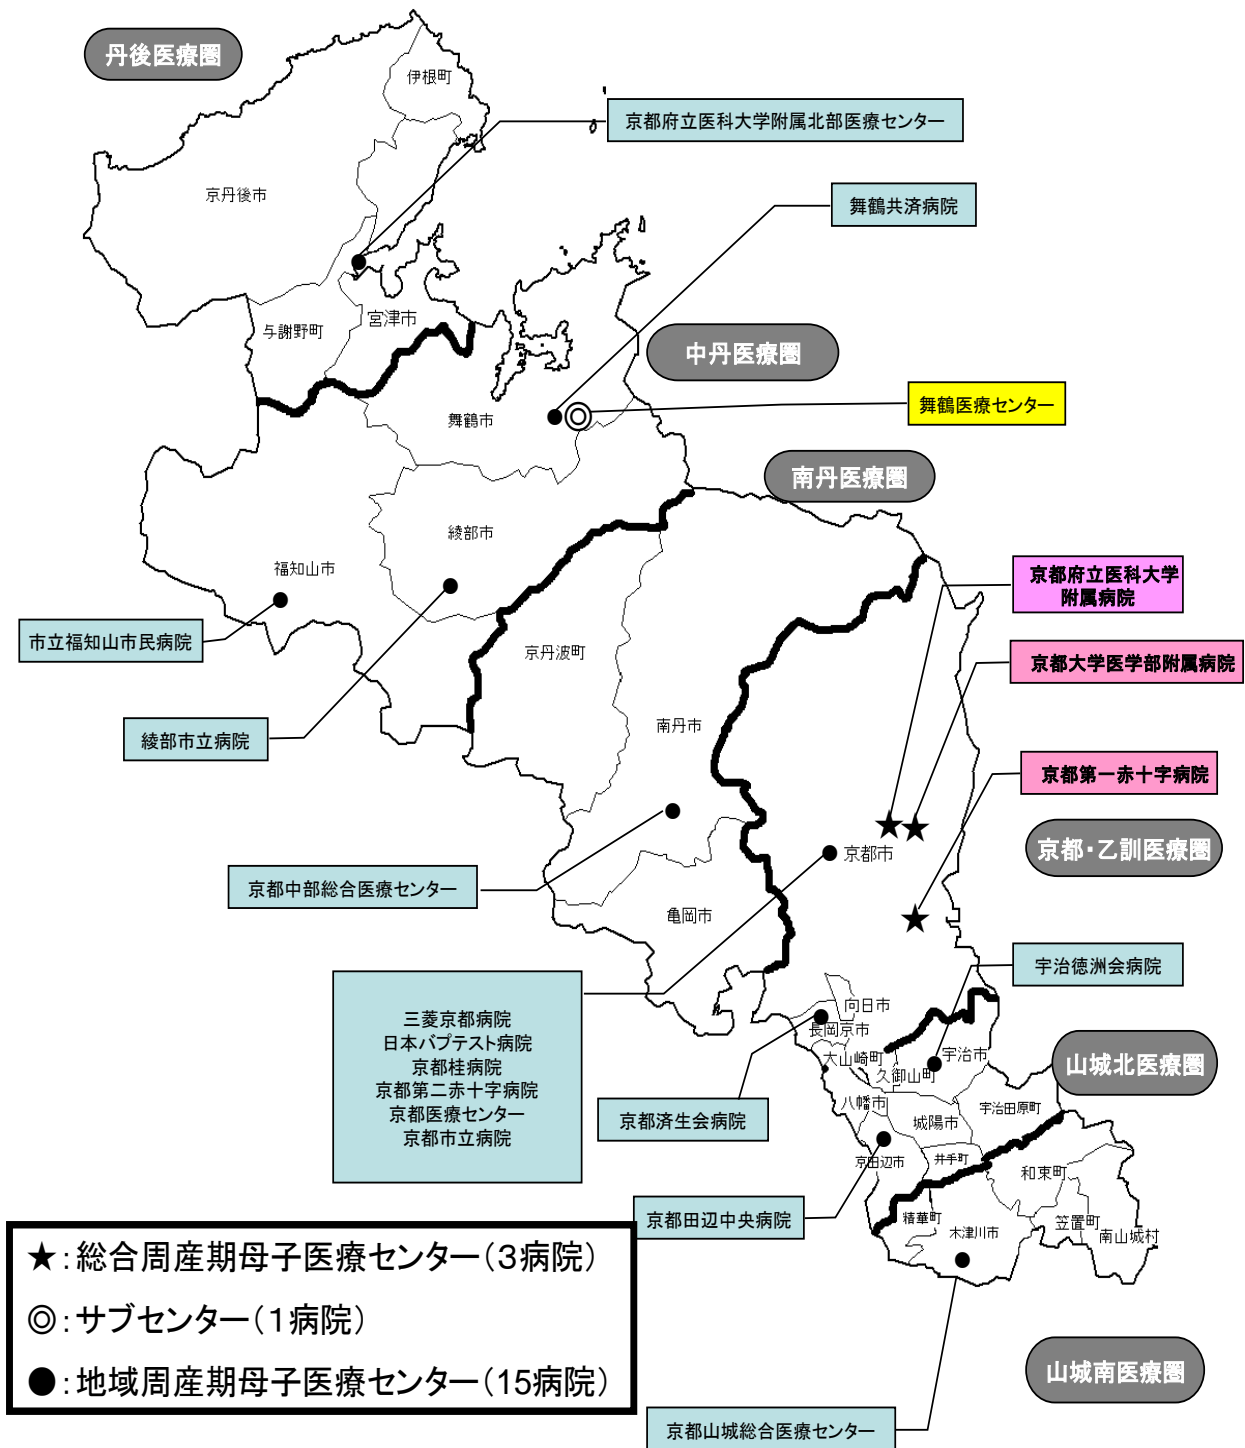 丹後医療圏
伊根町
京都府立医科大学附属北部医療センター
京丹後市
舞鶴共済病院
与謝野町
宮津市
中丹医療圏
舞鶴医療センター
舞鶴市
南丹医療圏
綾部市
福知山市
京都府立医科大学
附属病院
市立福知山市民病院
京丹波町
京都大学医学部附属病院
南丹市
綾部市立病院
京都第一赤十字病院
京都・乙訓医療圏
京都市
京都中部総合医療センター
亀岡市
宇治徳洲会病院
三菱京都病院
日本バプテスト病院
京都桂病院
京都第二赤十字病院
京都医療センター
京都市立病院
向日市
長岡京市
大山崎町
久御山町
宇治市
山城北医療圏
八幡市
城陽市
宇治田原町
京都済生会病院
京田辺市
井手町
和束町
京都田辺中央病院
精華町
木津川市
笠置町
南山城村
★:総合周産期母子医療センター(3病院)
◎:サブセンター(1病院)
●:地域周産期母子医療センター(15病院)
山城南医療圏
京都山城総合医療センター